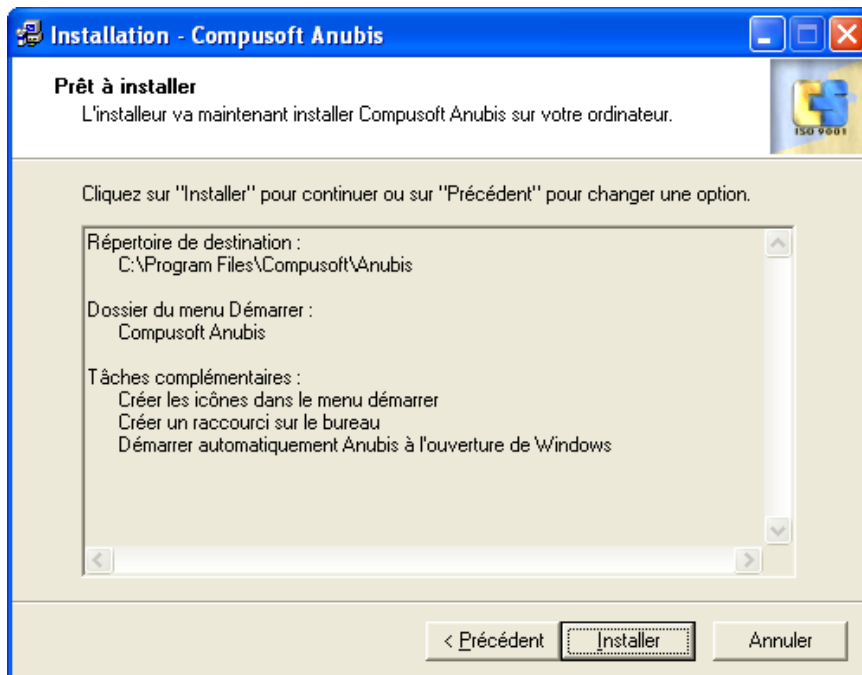 Installation - Compusoft Anubis
Prêt à installer
L'installeur va maintenant installer Compusoft Anubis sur votre ordinateur.
ISO 9001
Cliquez sur "Installer" pour continuer ou sur "Précédent" pour changer une option.
Répertoire de destination :
C:\Program Files\Compusoft\Anubis
Dossier du menu Démarrer :
Compusoft Anubis
Tâches complémentaires :
Créer les icônes dans le menu démarrer
Créer un raccourci sur le bureau
Démarrer automatiquement Anubis à l'ouverture de Windows
< Précédent
Installer
Annuler